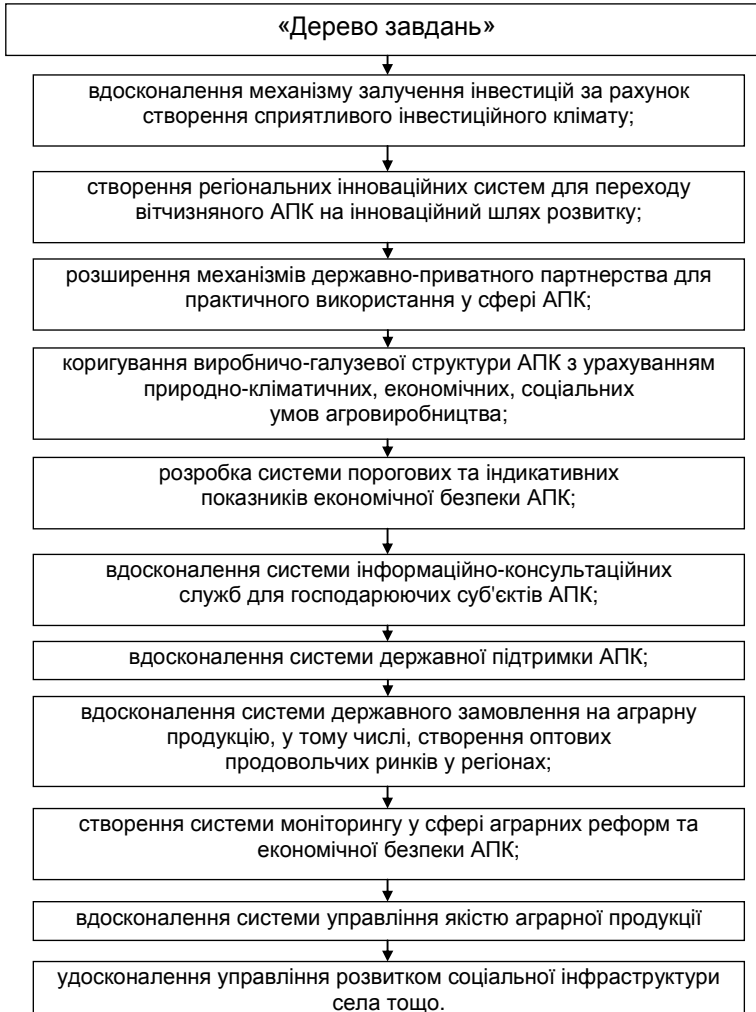 «Дерево завдань»
вдосконалення механізму залучення інвестицій за рахунок
створення сприятливого інвестиційного клімату;
створення регіональних інноваційних систем для переходу
вітчизняного АПК на інноваційний шлях розвитку;
розширення механізмів державно-приватного партнерства для
практичного використання у сфері АПК;
коригування виробничо-галузевої структури АПК з урахуванням
природно-кліматичних, економічних, соціальних
умов агровиробництва;
розробка системи порогових та індикативних
показників економічної безпеки АПК;
вдосконалення системи інформаційно-консультаційних
служб для господарюючих суб'єктів АПК;
вдосконалення системи державної підтримки АПК;
вдосконалення системи державного замовлення на аграрну
продукцію, у тому числі, створення оптових
продовольчих ринків у регіонах;
створення системи моніторингу у сфері аграрних реформ та
економічної безпеки АПК;
вдосконалення системи управління якістю аграрної продукції
удосконалення управління розвитком соціальної інфраструктури
села тощо.